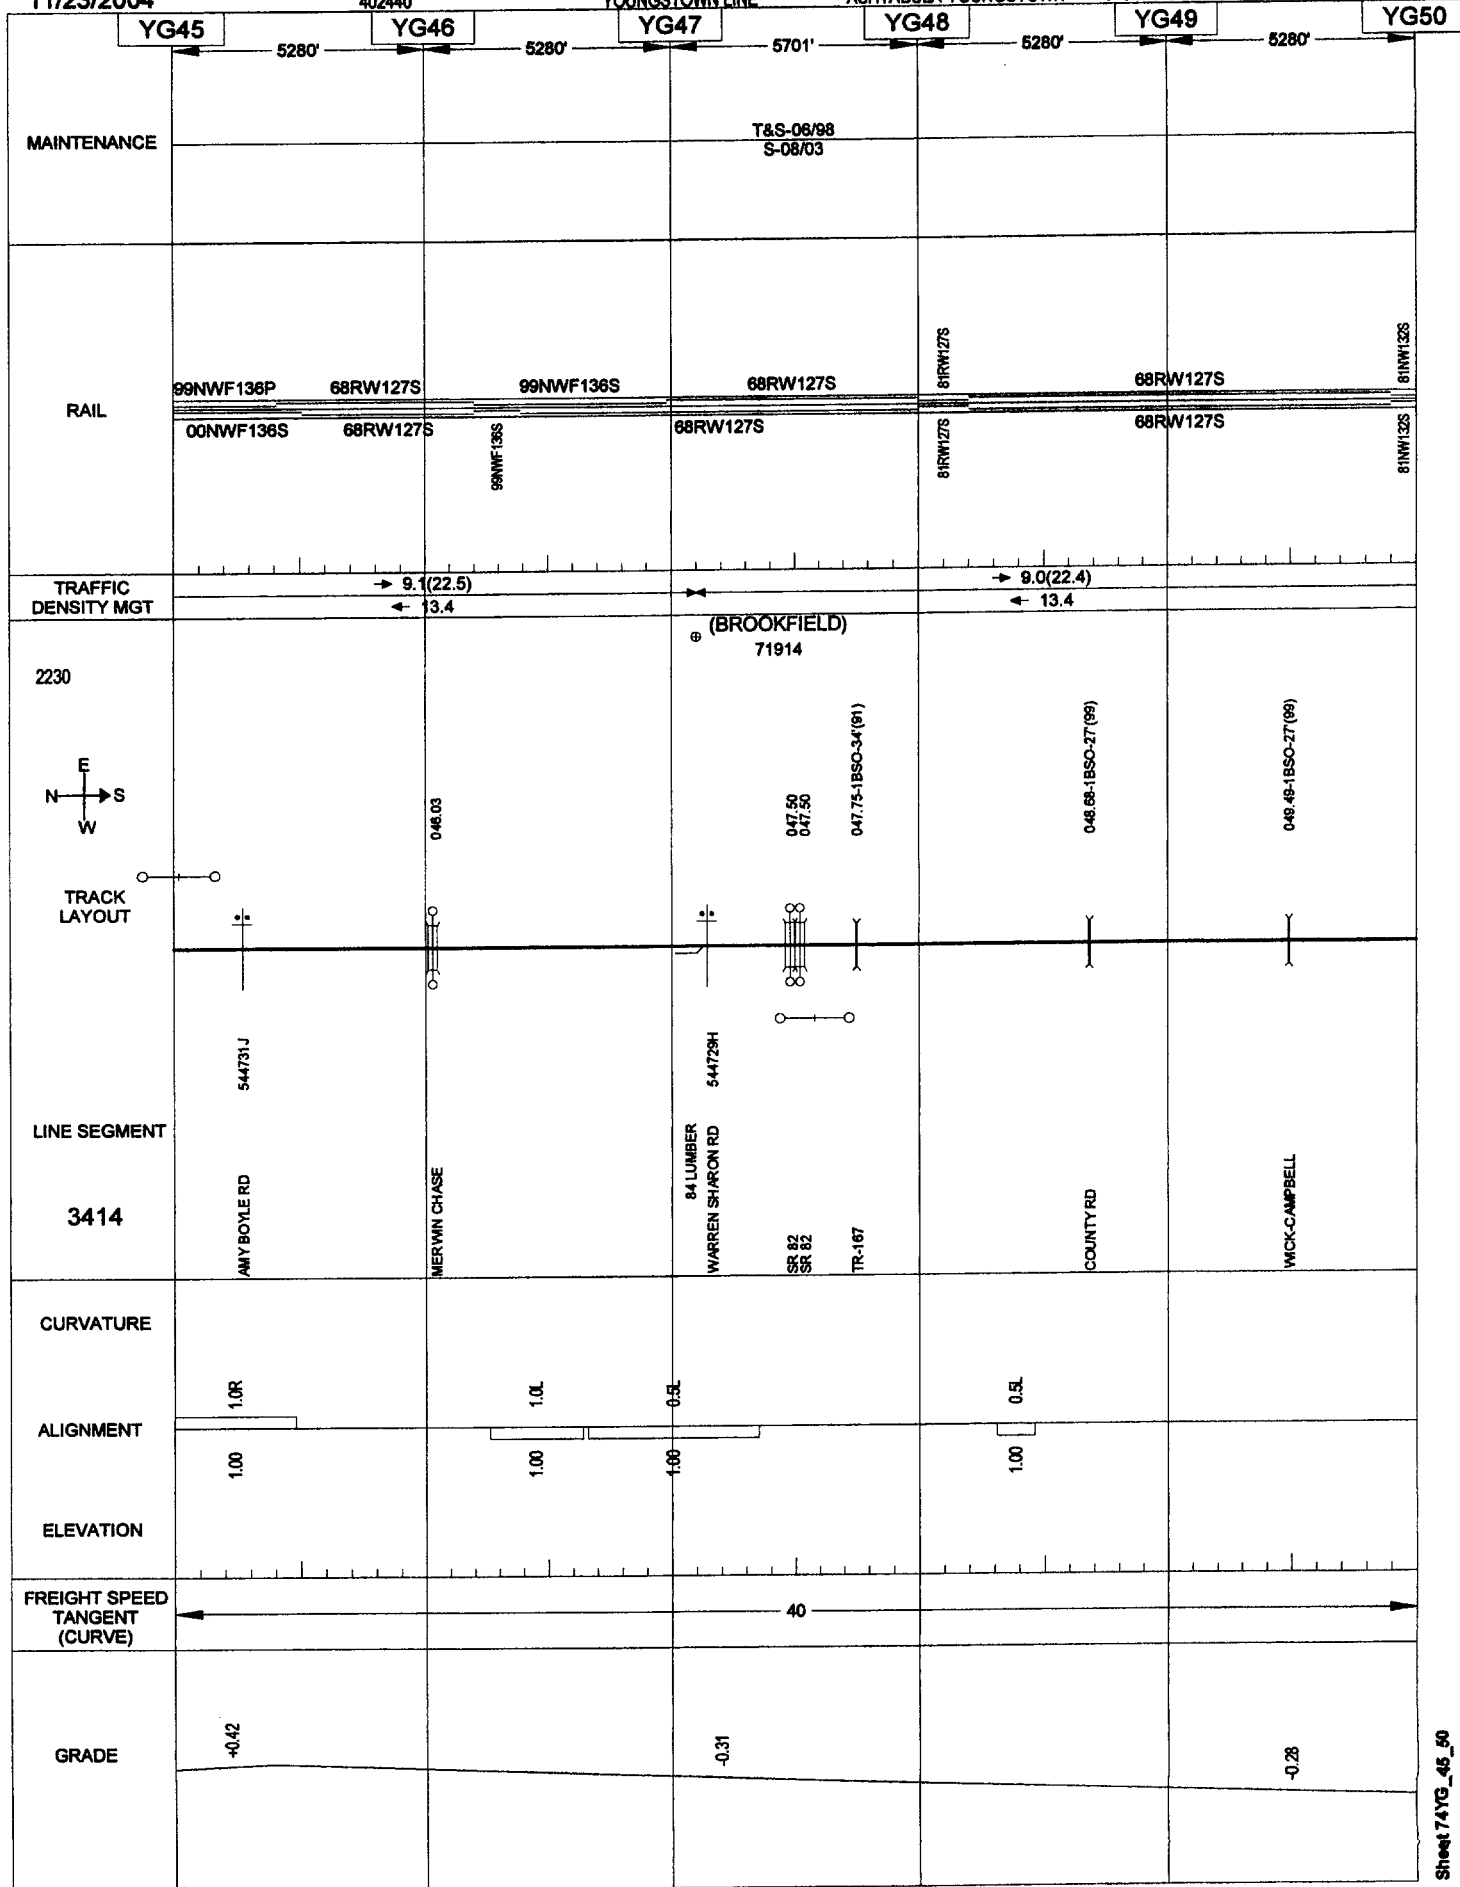 11/23/2004 402440 YOUNGSTOWN LINE
YG45 YG46 YG47 YG48 YG49 YG50
5280' 5280' 5701' 5280' 5280'
MAINTENANCE
T&S-06/98
S-08/03
RAIL
99NWF136P 68RW127S 99NWF136S 68RW127S 81RW127S 68RW127S 81NW132S
00NWF136S 68RW127S 99NWF136S 68RW127S 81RW127S 68RW127S 81NW132S
TRAFFIC
DENSITY MGT
9.1(22.5) 9.0(22.4)
13.4 13.4
(BROOKFIELD)
71914
2230
E
N S
W
046.03
047.50
047.50
047.75-1BSO-34'(91)
048.68-1BSO-27'(99)
049.49-1BSO-27'(99)
TRACK
LAYOUT
544731J
544729H
LINE SEGMENT
3414
AMY BOYLE RD
MERWIN CHASE
84 LUMBER
WARREN SHARON RD
SR 82
SR 82
TR-167
COUNTY RD
WICK-CAMPBELL
CURVATURE
1.0R 1.0L 0.5L 0.5L
ALIGNMENT
1.00 1.00 1.00 1.00
ELEVATION
FREIGHT SPEED
TANGENT
(CURVE)
40
GRADE
+0.42 -0.31 -0.28
Sheet 74YG_45_50